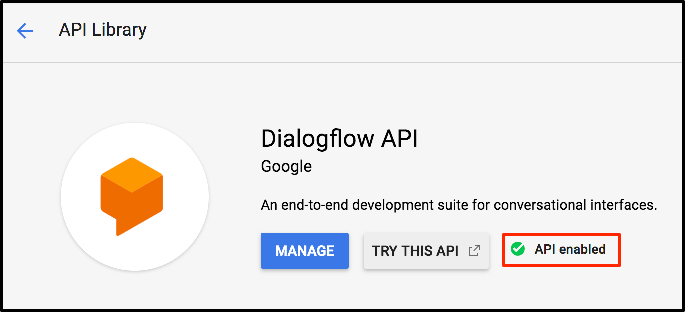 API Library
Dialogflow API
Google
An end-to-end development suite for conversational interfaces.
MANAGE TRY THIS API API enabled